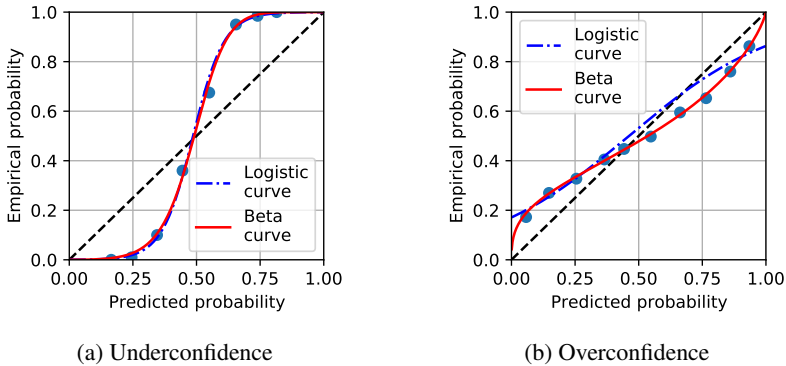 1.0
0.8
0.6
0.4
0.2
0.0
Empirical probability
0.00 0.25 0.50 0.75 1.00
Predicted probability
Logistic
curve
Beta
curve
(a) Underconfidence
1.0
0.8
0.6
0.4
0.2
0.0
Empirical probability
Logistic
curve
Beta
curve
0.00 0.25 0.50 0.75 1.00
Predicted probability
(b) Overconfidence